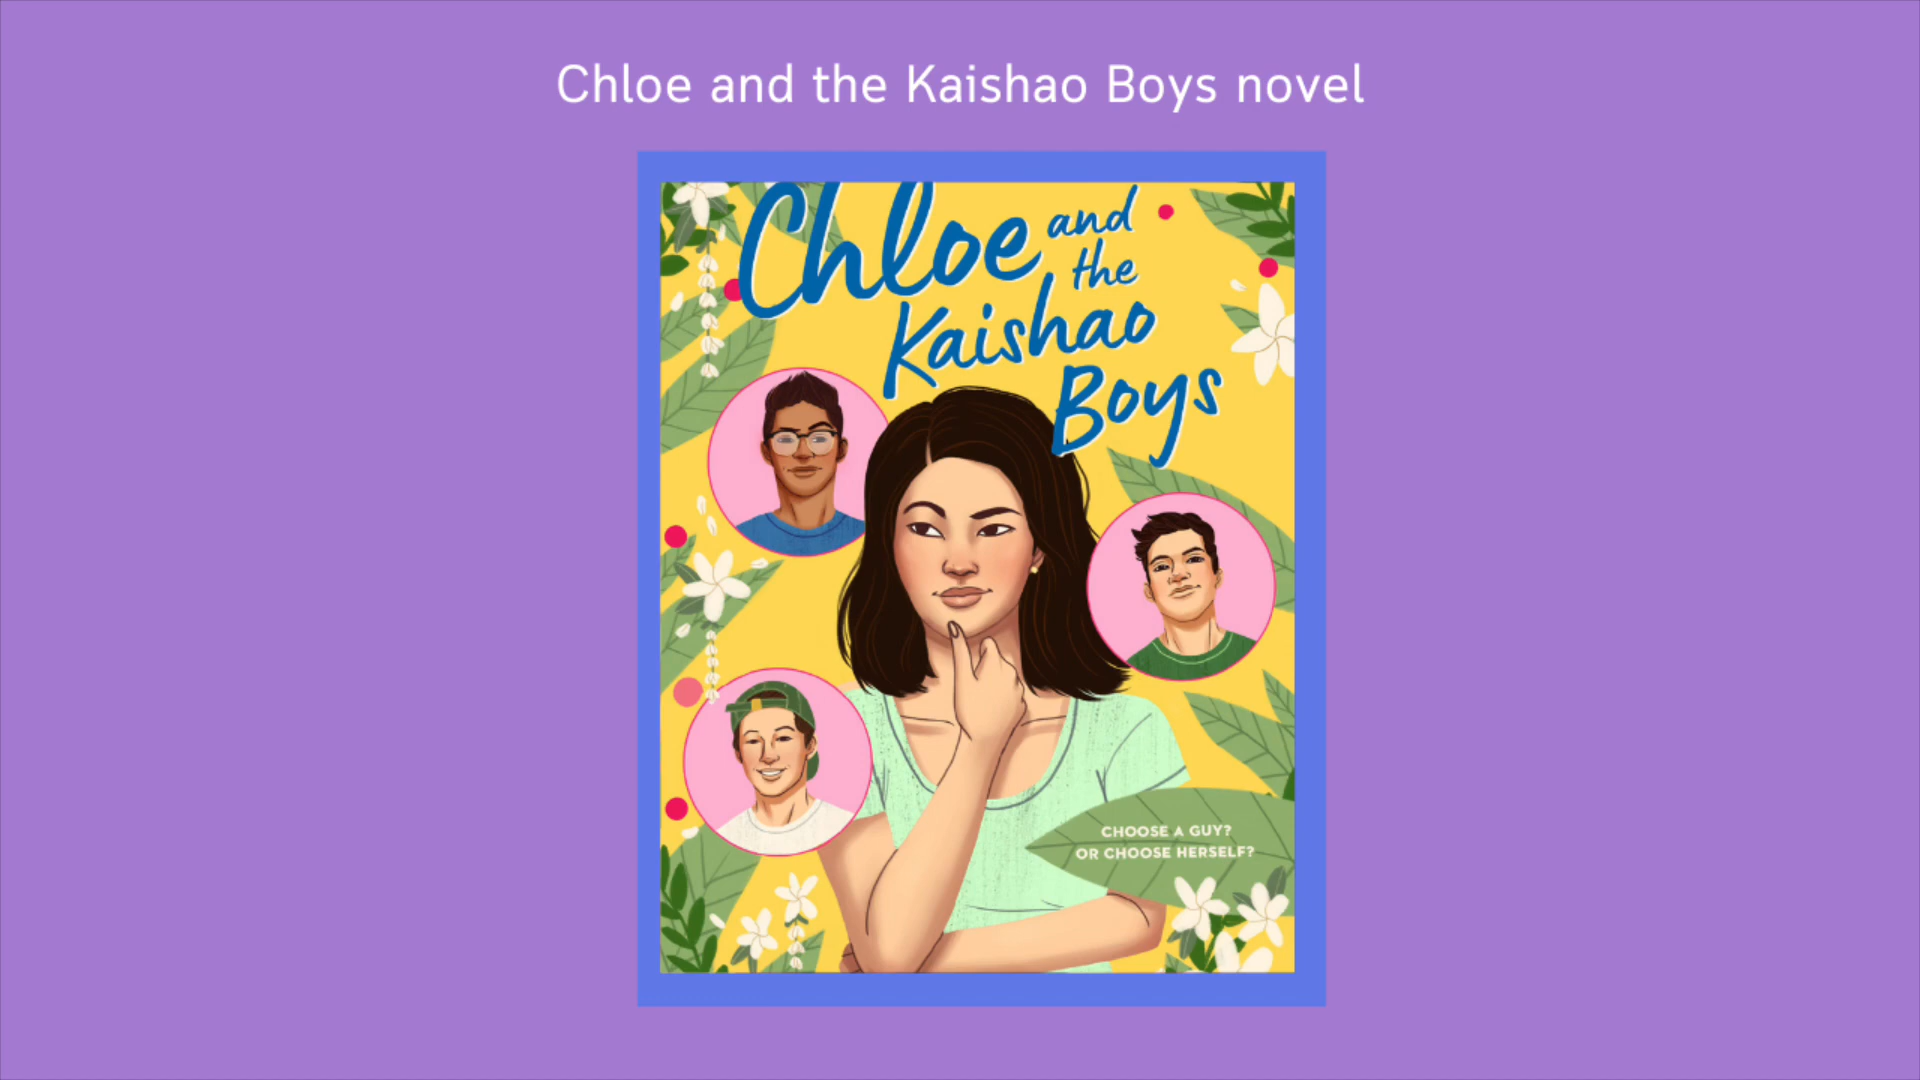 Chloe and the Kaishao Boys novel
Chloe and
the
Kaishao
Boys
CHOOSE A GUY?
OR CHOOSE HERSELF?